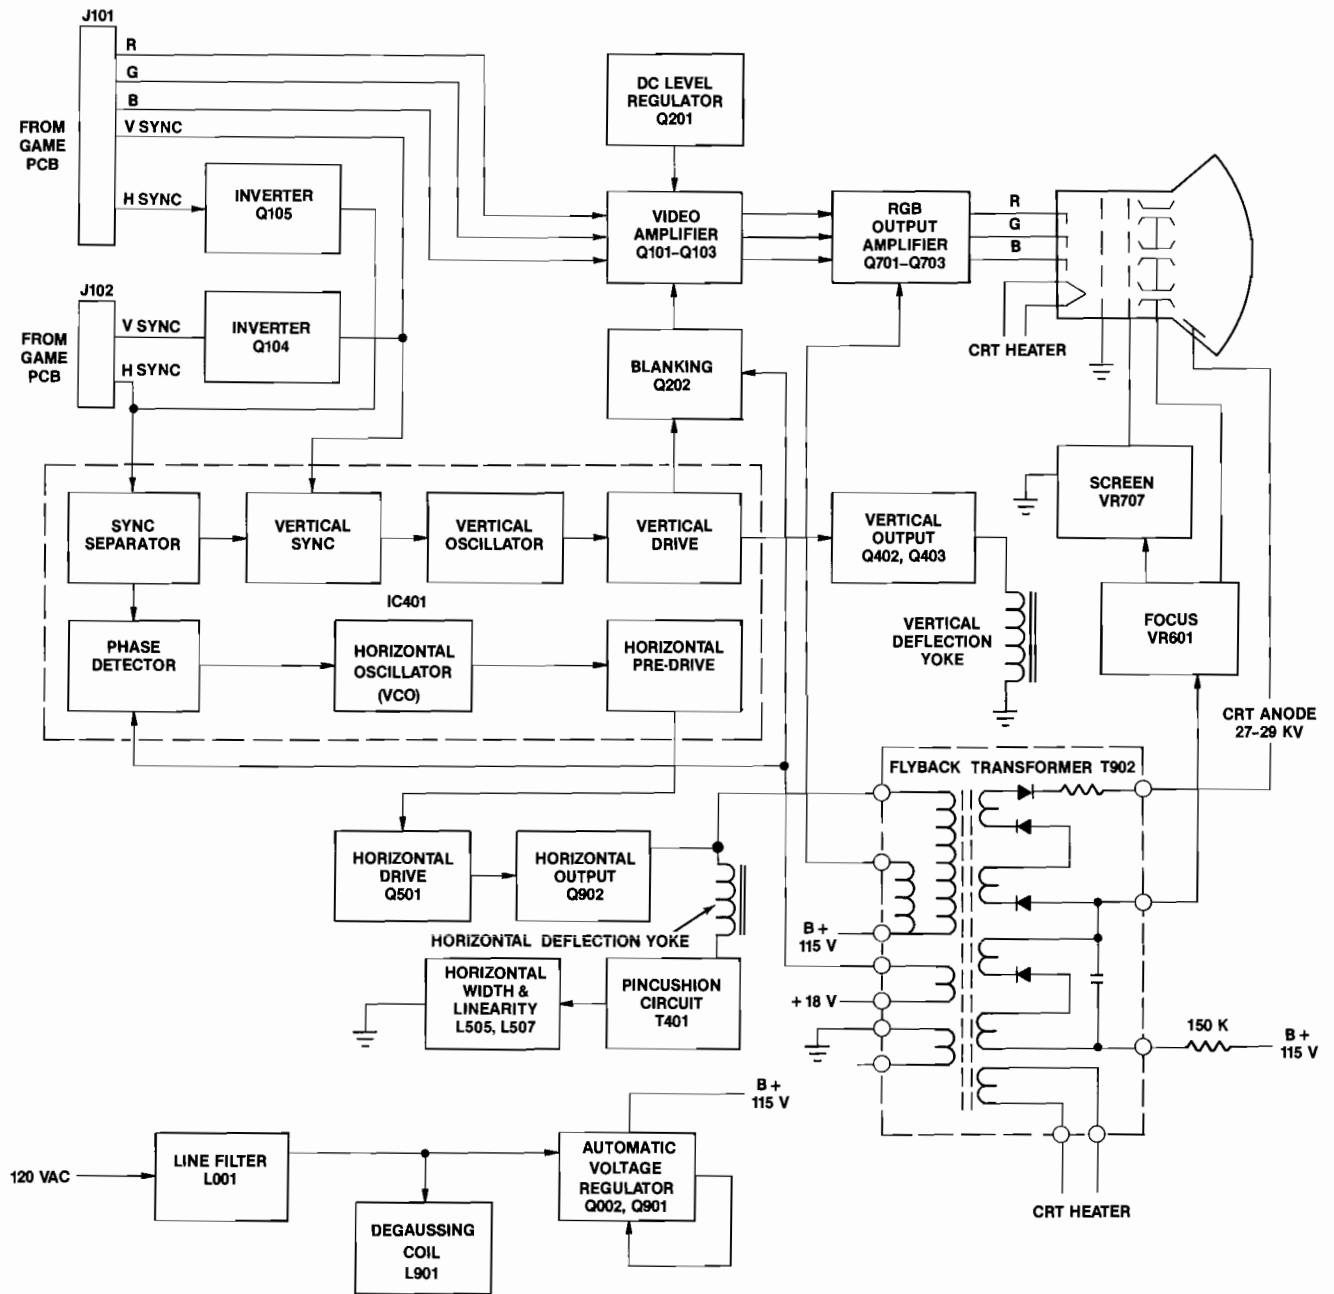 J101
R
G
B
V SYNC
FROM
GAME
PCB
H SYNC
INVERTER
Q105
DC LEVEL
REGULATOR
Q201
VIDEO
AMPLIFIER
Q101–Q103
RGB
OUTPUT
AMPLIFIER
Q701–Q703
R
G
B
CRT HEATER
J102
V SYNC
FROM
GAME
PCB
H SYNC
INVERTER
Q104
BLANKING
Q202
SCREEN
VR707
SYNC
SEPARATOR
VERTICAL
SYNC
VERTICAL
OSCILLATOR
VERTICAL
DRIVE
VERTICAL
OUTPUT
Q402, Q403
IC401
FOCUS
VR601
VERTICAL
DEFLECTION
YOKE
PHASE
DETECTOR
HORIZONTAL
OSCILLATOR
(VCO)
HORIZONTAL
PRE-DRIVE
CRT ANODE
27–29 KV
FLYBACK TRANSFORMER T902
HORIZONTAL
DRIVE
Q501
HORIZONTAL
OUTPUT
Q902
HORIZONTAL DEFLECTION YOKE
B +
115 V
HORIZONTAL
WIDTH &
LINEARITY
L505, L507
PINCUSHION
CIRCUIT
T401
+ 18 V
150 K
B +
115 V
B +
115 V
120 VAC
LINE FILTER
L001
AUTOMATIC
VOLTAGE
REGULATOR
Q002, Q901
DEGAUSSING
COIL
L901
CRT HEATER